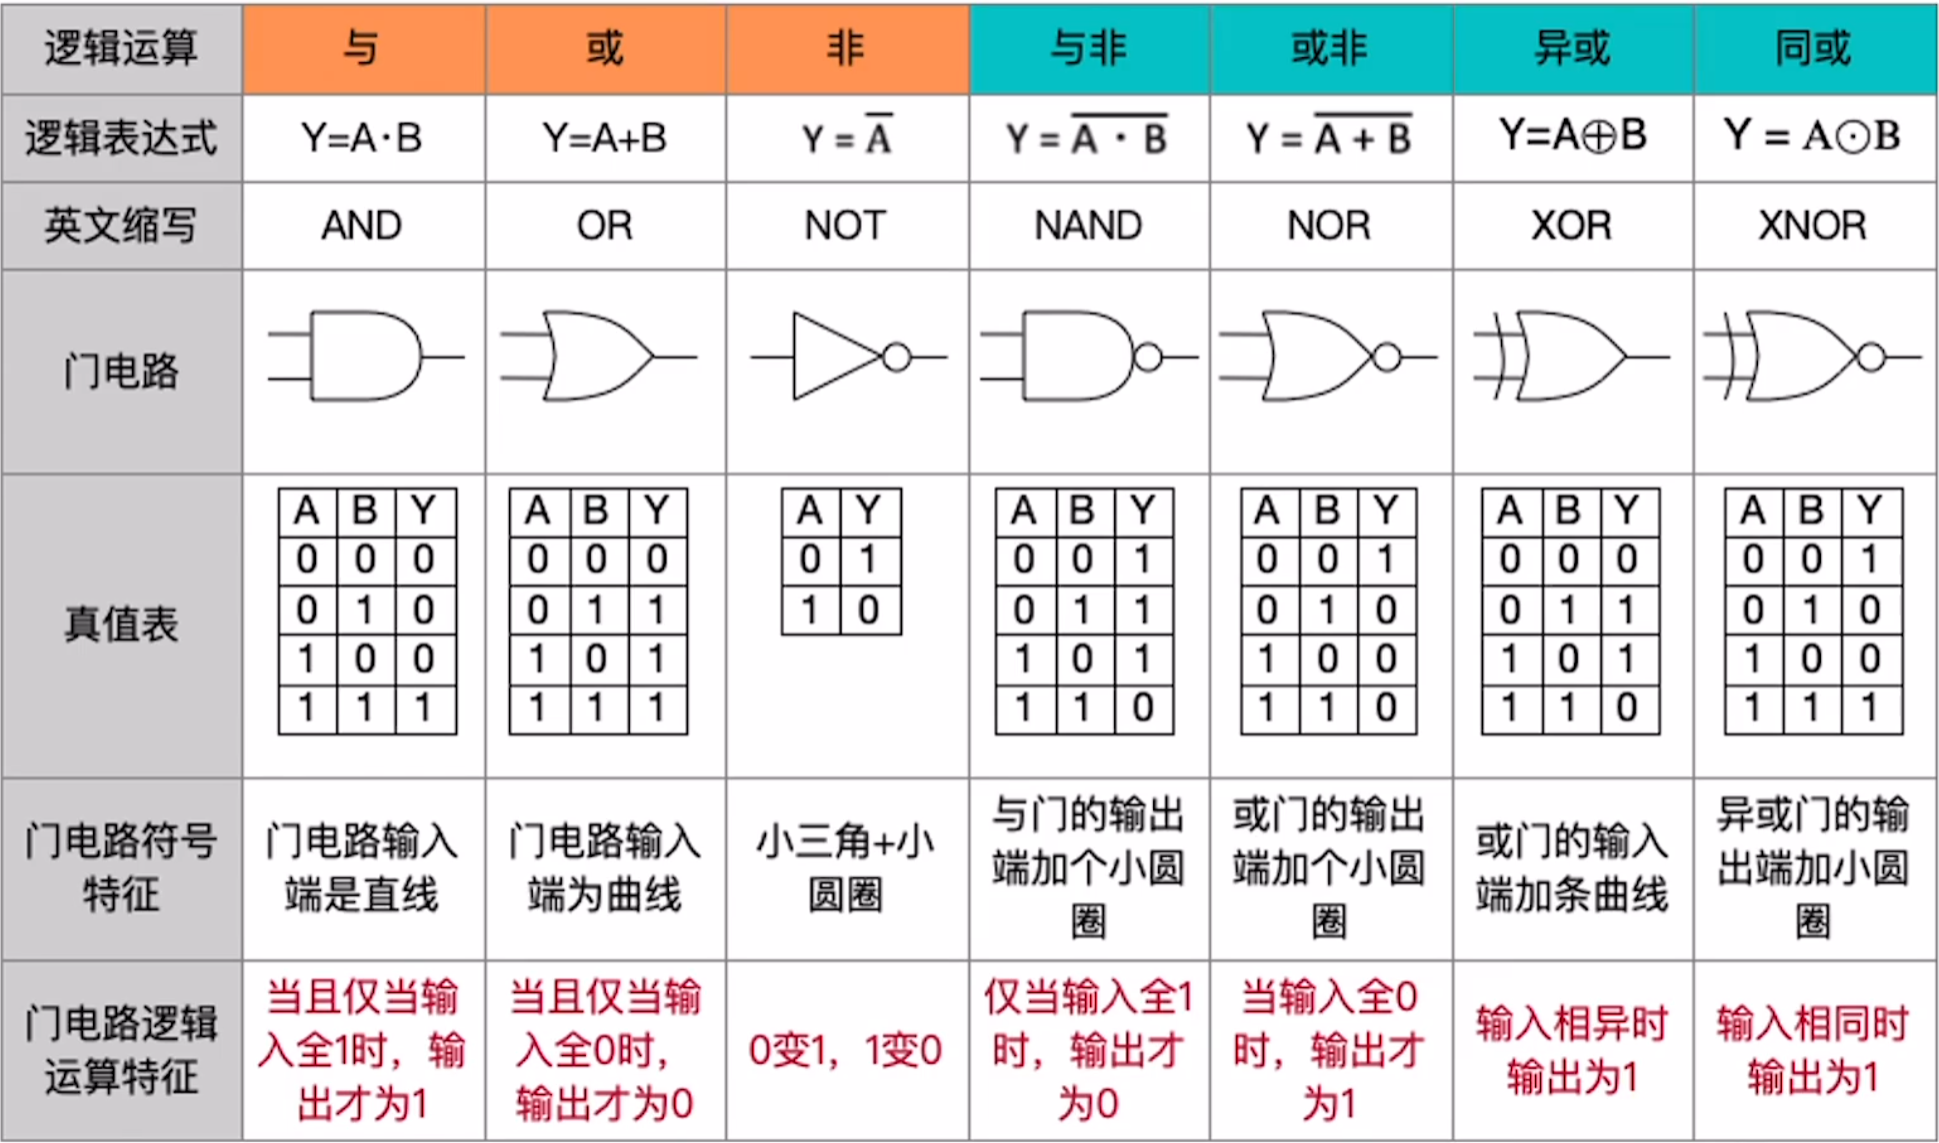 逻辑运算 与 或 非 与非 或非 异或 同或
逻辑表达式 Y=A·B Y=A+B Y = A̅ Y = \overline{A · B} Y = \overline{A + B} Y=A⊕B Y = A⊙B
英文缩写 AND OR NOT NAND NOR XOR XNOR
门电路
真值表
A B Y
0 0 0
0 1 0
1 0 0
1 1 1
A B Y
0 0 0
0 1 1
1 0 1
1 1 1
A Y
0 1
1 0
A B Y
0 0 1
0 1 1
1 0 1
1 1 0
A B Y
0 0 1
0 1 0
1 0 0
1 1 0
A B Y
0 0 0
0 1 1
1 0 1
1 1 0
A B Y
0 0 1
0 1 0
1 0 0
1 1 1
门电路符号
特征
门电路输入
端是直线
门电路输入
端为曲线
小三角+小
圆圈
与门的输出
端加个小圆
圈
或门的输出
端加个小圆
圈
或门的输入
端加条曲线
异或门的输
出端加小圆
圈
门电路逻辑
运算特征
当且仅当输
入全1时，输
出才为1
当且仅当输
入全0时，
输出才为0
0变1，1变0
仅当输入全1
时，输出才
为0
当输入全0
时，输出才
为1
输入相异时
输出为1
输入相同时
输出为1